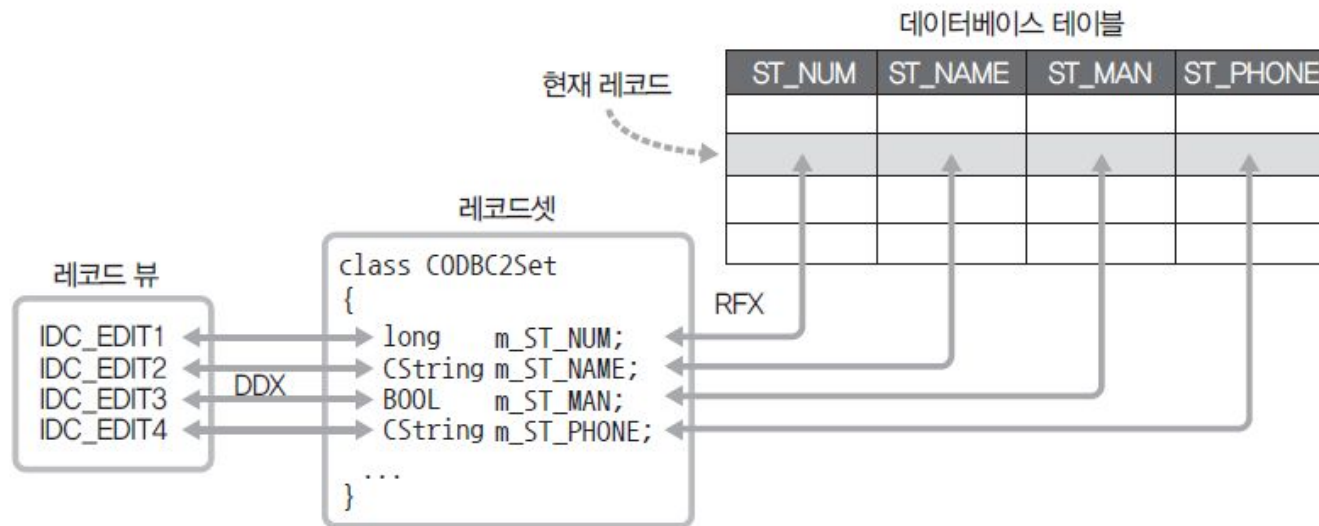 데이터베이스 테이블
ST_NUM ST_NAME ST_MAN ST_PHONE
현재 레코드
레코드셋
class CODBC2Set
{
long m_ST_NUM;
CString m_ST_NAME;
BOOL m_ST_MAN;
CString m_ST_PHONE;
...
}
RFX
레코드 뷰
IDC_EDIT1
IDC_EDIT2
IDC_EDIT3
IDC_EDIT4
DDX